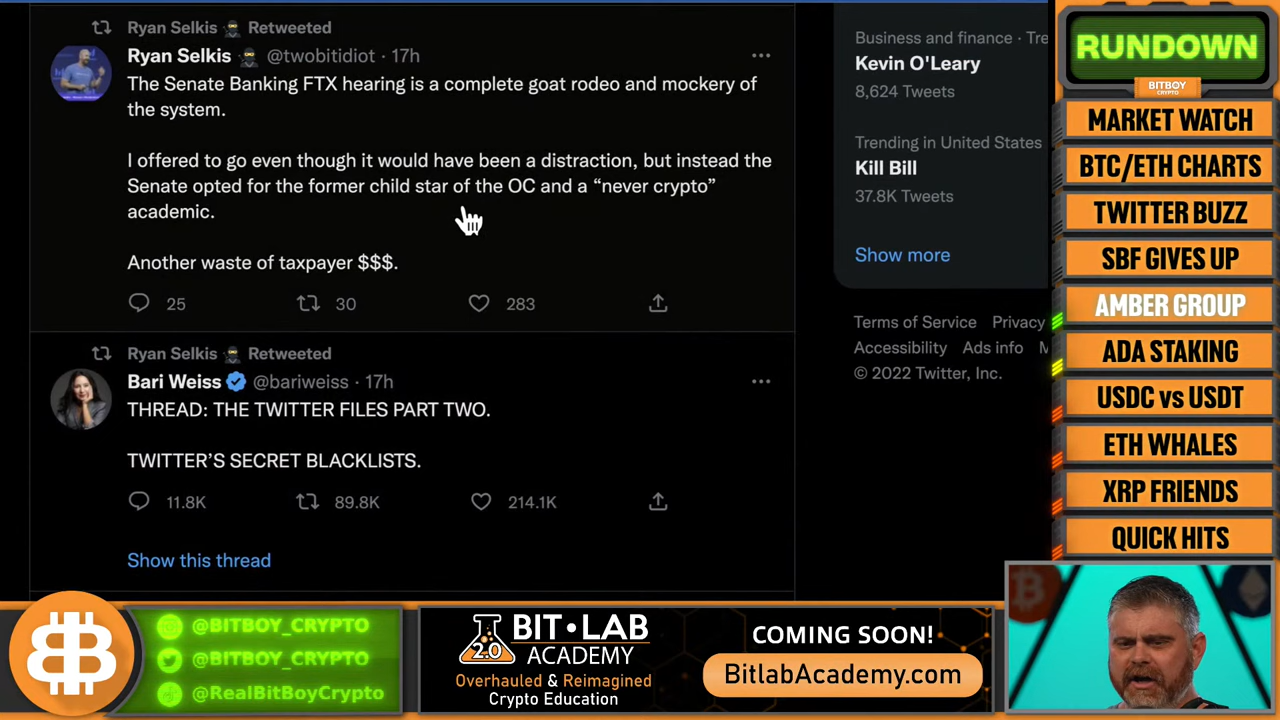 Ryan Selkis Retweeted
Ryan Selkis @twobitidiot · 17h
The Senate Banking FTX hearing is a complete goat rodeo and mockery of
the system.
I offered to go even though it would have been a distraction, but instead the
Senate opted for the former child star of the OC and a “never crypto”
academic.
Another waste of taxpayer $$$.
25 30 283
Ryan Selkis Retweeted
Bari Weiss @bariweiss · 17h
THREAD: THE TWITTER FILES PART TWO.
TWITTER’S SECRET BLACKLISTS.
11.8K 89.8K 214.1K
Show this thread
Business and finance · Tre
Kevin O'Leary
8,624 Tweets
Trending in United States
Kill Bill
37.8K Tweets
Show more
Terms of Service Privacy
Accessibility Ads info M
© 2022 Twitter, Inc.
RUNDOWN
BITBOY
CRYPTO
MARKET WATCH
BTC/ETH CHARTS
TWITTER BUZZ
SBF GIVES UP
AMBER GROUP
ADA STAKING
USDC vs USDT
ETH WHALES
XRP FRIENDS
QUICK HITS
@BITBOY_CRYPTO
@BITBOY_CRYPTO
@RealBitBoyCrypto
2.0
BIT•LAB
ACADEMY
Overhauled & Reimagined
Crypto Education
COMING SOON!
BitlabAcademy.com